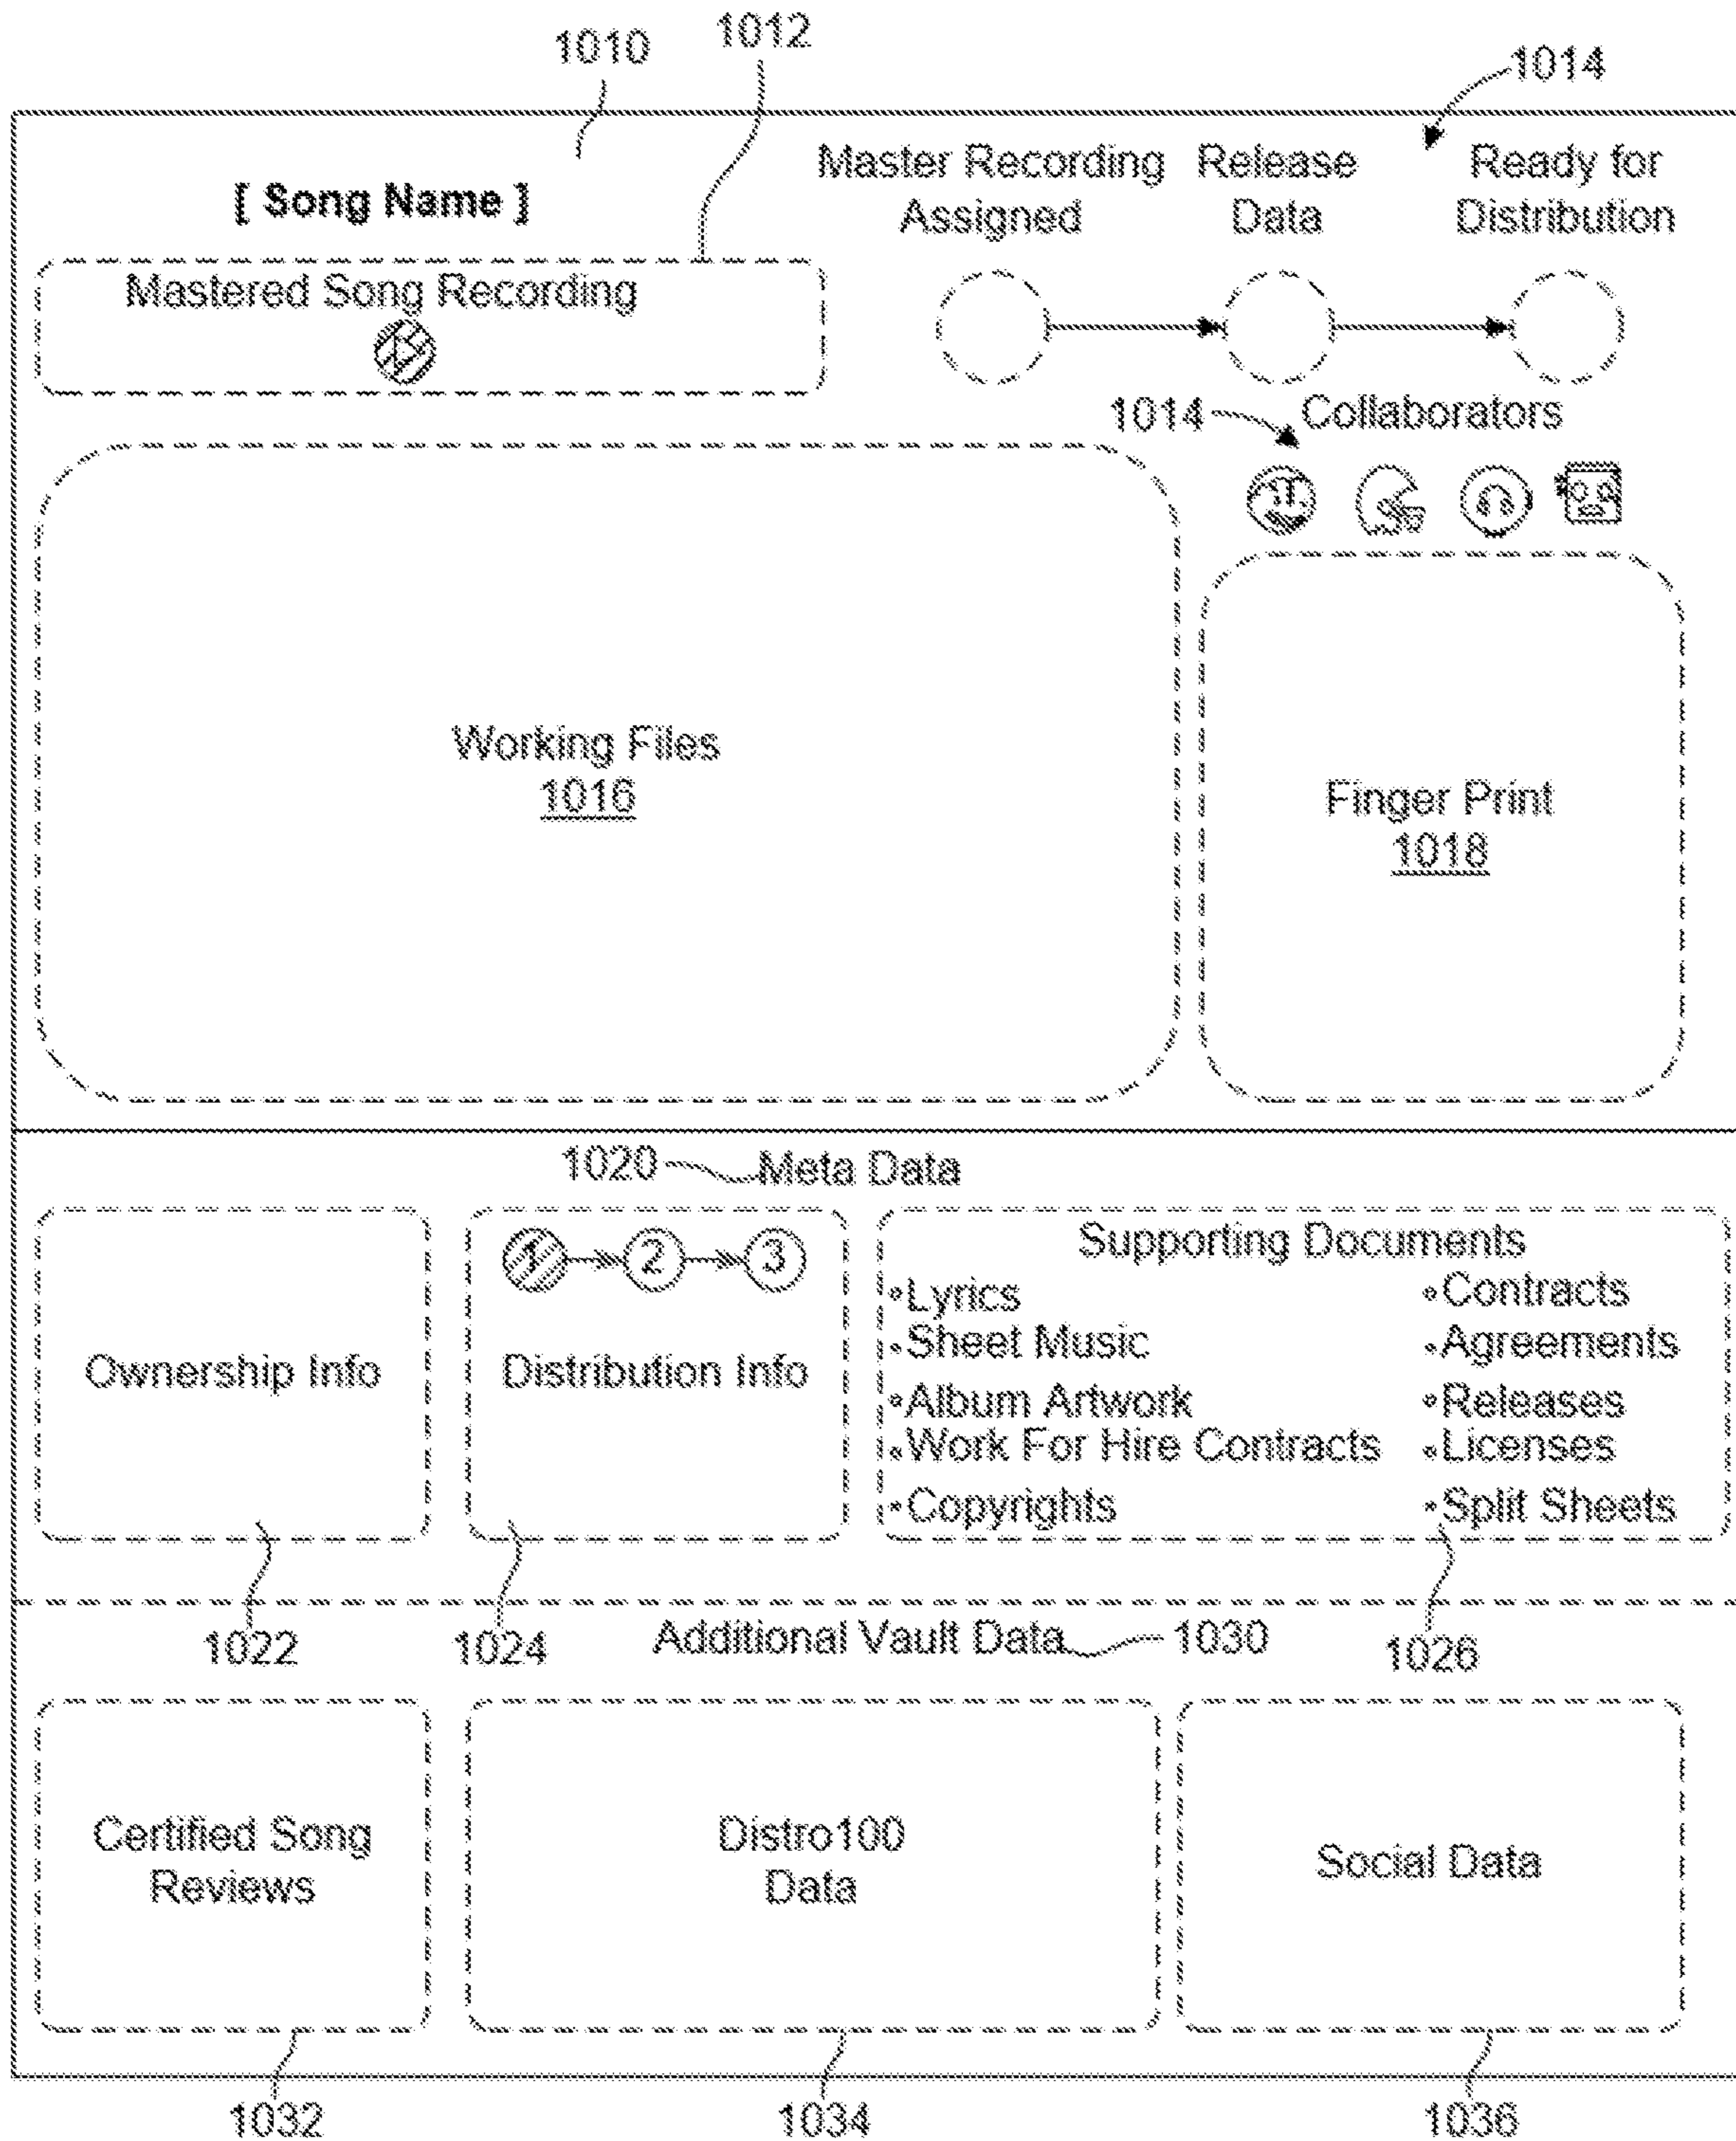 1010
1012
1014
[ Song Name ]
Master Recording
Assigned
Release
Data
Ready for
Distribution
Mastered Song Recording
1014
Collaborators
Working Files
1016
Finger Print
1018
1020
Meta Data
Ownership Info
1
2
3
Distribution Info
Supporting Documents
•Lyrics
•Sheet Music
•Album Artwork
•Work For Hire Contracts
•Copyrights
•Contracts
•Agreements
•Releases
•Licenses
•Split Sheets
1022
1024
Additional Vault Data
1030
1026
Certified Song
Reviews
Distro100
Data
Social Data
1032
1034
1036